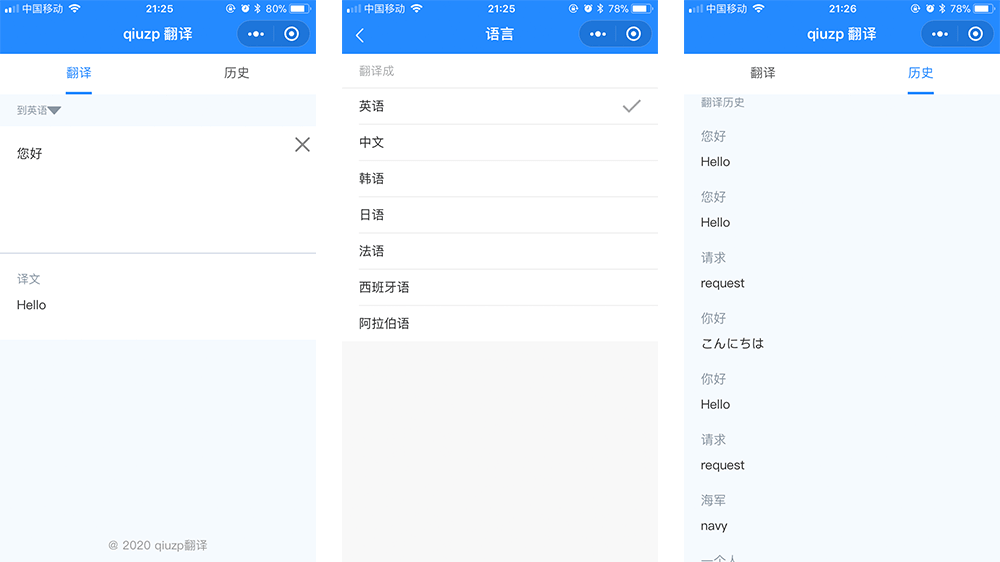 中国移动 21:25 80%
qiuzp 翻译
翻译 历史
到英语
您好
译文
Hello
@ 2020 qiuzp翻译
中国移动 21:25 78%
语言
翻译成
英语
中文
韩语
日语
法语
西班牙语
阿拉伯语
中国移动 21:26 78%
qiuzp 翻译
翻译 历史
翻译历史
您好
Hello
您好
Hello
请求
request
你好
こんにちは
你好
Hello
请求
request
海军
navy
一个人